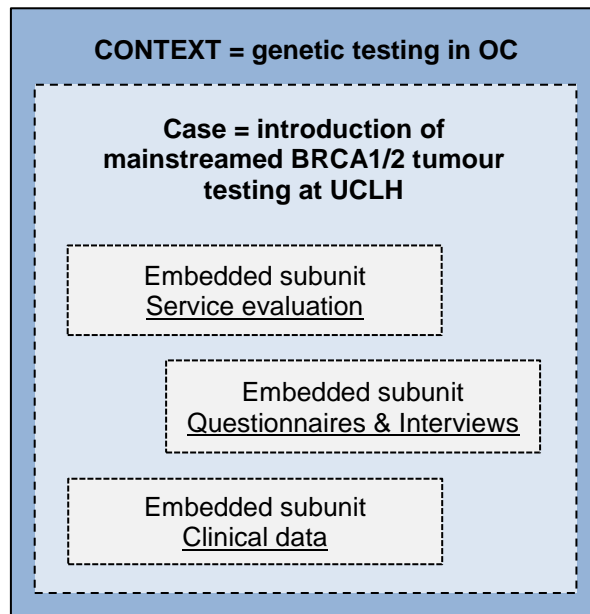 CONTEXT = genetic testing in OC
Case = introduction of
mainstreamed BRCA1/2 tumour
testing at UCLH
Embedded subunit
Service evaluation
Embedded subunit
Questionnaires & Interviews
Embedded subunit
Clinical data